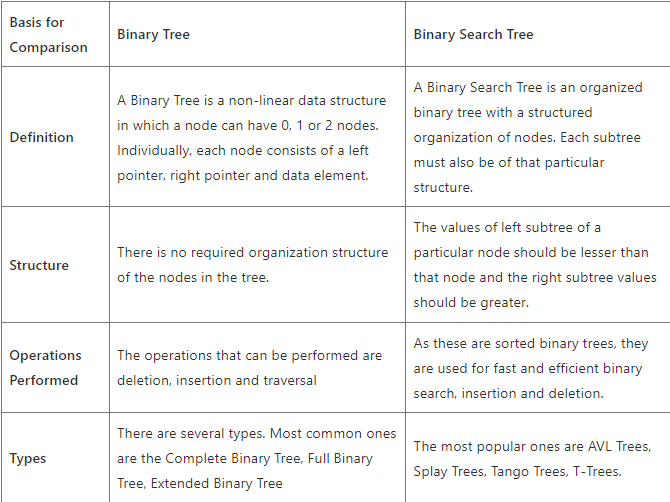 Basis for
Comparison
Binary Tree
Binary Search Tree
Definition
A Binary Tree is a non-linear data structure
in which a node can have 0, 1 or 2 nodes.
Individually, each node consists of a left
pointer, right pointer and data element.
A Binary Search Tree is an organized
binary tree with a structured
organization of nodes. Each subtree
must also be of that particular
structure.
Structure
There is no required organization structure
of the nodes in the tree.
The values of left subtree of a
particular node should be lesser than
that node and the right subtree values
should be greater.
Operations
Performed
The operations that can be performed are
deletion, insertion and traversal
As these are sorted binary trees, they
are used for fast and efficient binary
search, insertion and deletion.
Types
There are several types. Most common ones
are the Complete Binary Tree, Full Binary
Tree, Extended Binary Tree
The most popular ones are AVL Trees,
Splay Trees, Tango Trees, T-Trees.